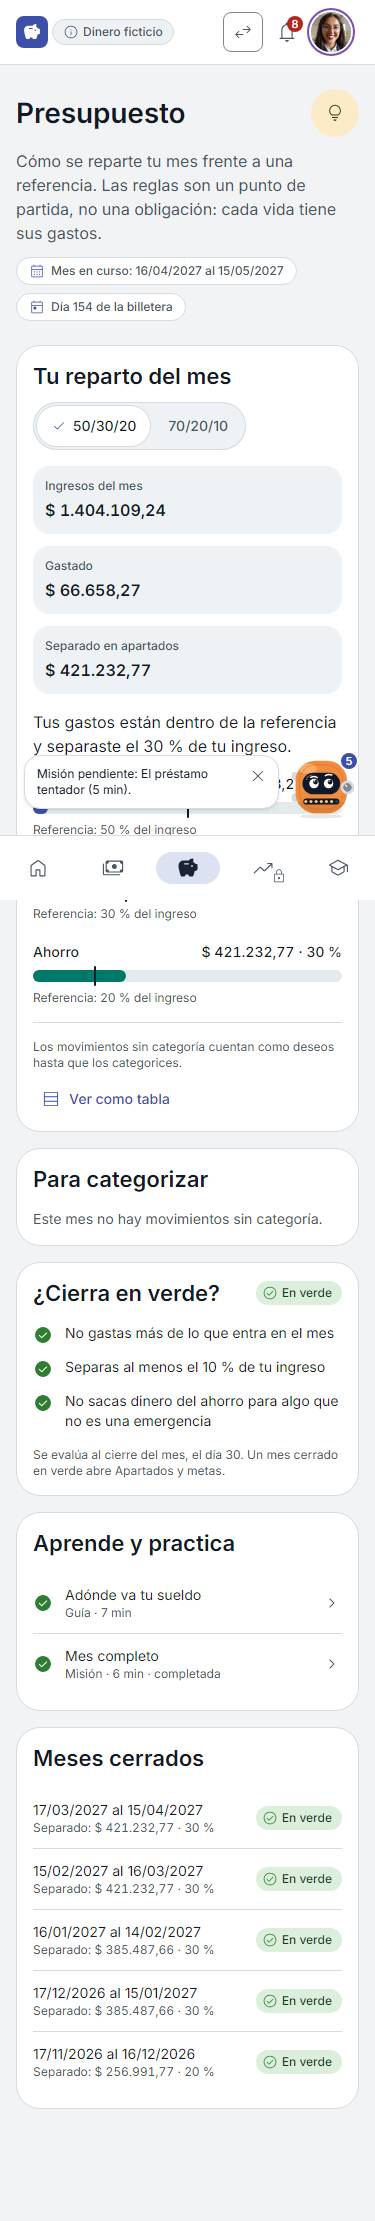 Dinero ficticio
8
Presupuesto
Cómo se reparte tu mes frente a una
referencia. Las reglas son un punto de
partida, no una obligación: cada vida tiene
sus gastos.
Mes en curso: 16/04/2027 al 15/05/2027
Día 154 de la billetera
Tu reparto del mes
50/30/20
70/20/10
Ingresos del mes
$ 1.404.109,24
Gastado
$ 66.658,27
Separado en apartados
$ 421.232,77
Tus gastos están dentro de la referencia
y separaste el 30 % de tu ingreso.
5
Misión pendiente: El préstamo
tentador (5 min).
Referencia: 50 % del ingreso
Referencia: 30 % del ingreso
Ahorro
$ 421.232,77 · 30 %
Referencia: 20 % del ingreso
Los movimientos sin categoría cuentan como deseos
hasta que los categorices.
Ver como tabla
Para categorizar
Este mes no hay movimientos sin categoría.
¿Cierra en verde?
En verde
No gastas más de lo que entra en el mes
Separas al menos el 10 % de tu ingreso
No sacas dinero del ahorro para algo que
no es una emergencia
Se evalúa al cierre del mes, el día 30. Un mes cerrado
en verde abre Apartados y metas.
Aprende y practica
Adónde va tu sueldo
Guía · 7 min
Mes completo
Misión · 6 min · completada
Meses cerrados
17/03/2027 al 15/04/2027
Separado: $ 421.232,77 · 30 %
En verde
15/02/2027 al 16/03/2027
Separado: $ 421.232,77 · 30 %
En verde
16/01/2027 al 14/02/2027
Separado: $ 385.487,66 · 30 %
En verde
17/12/2026 al 15/01/2027
Separado: $ 385.487,66 · 30 %
En verde
17/11/2026 al 16/12/2026
Separado: $ 256.991,77 · 20 %
En verde